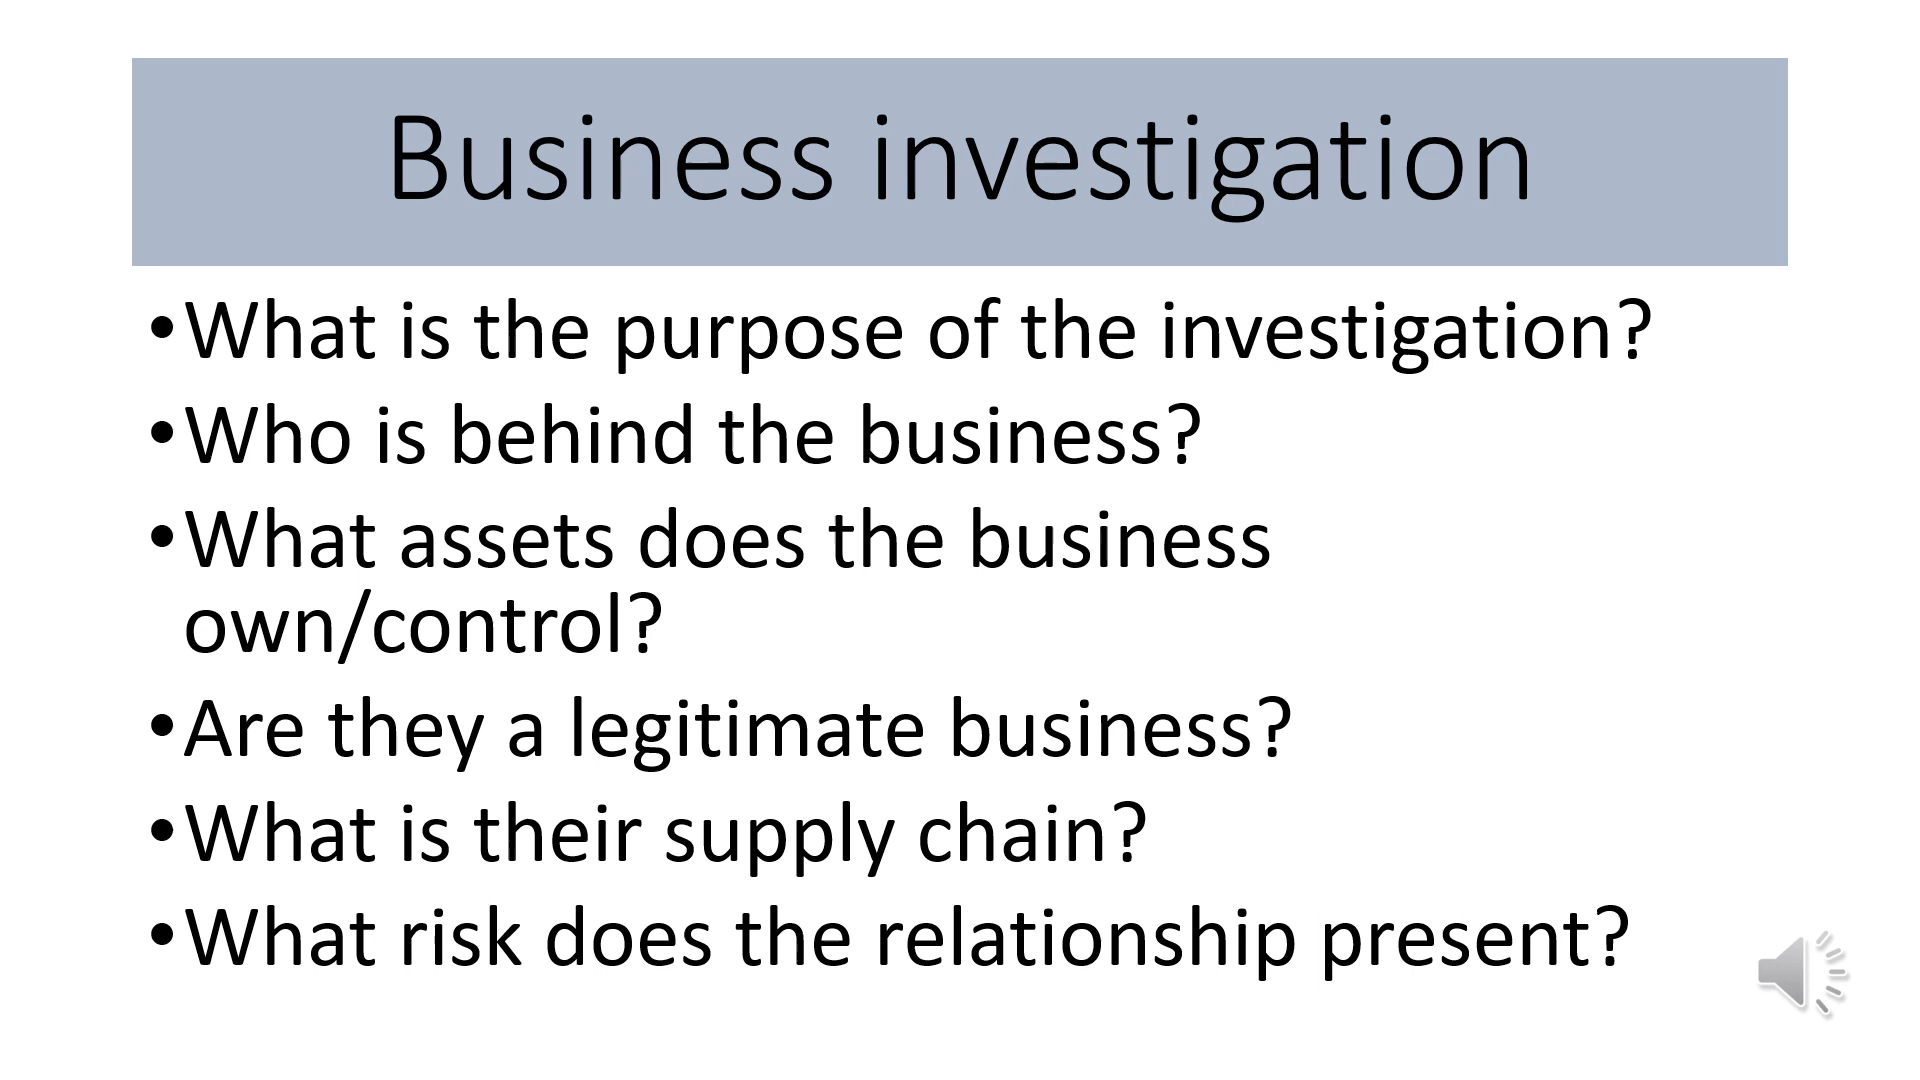 Business investigation
•What is the purpose of the investigation?
•Who is behind the business?
•What assets does the business
own/control?
•Are they a legitimate business?
•What is their supply chain?
•What risk does the relationship present?